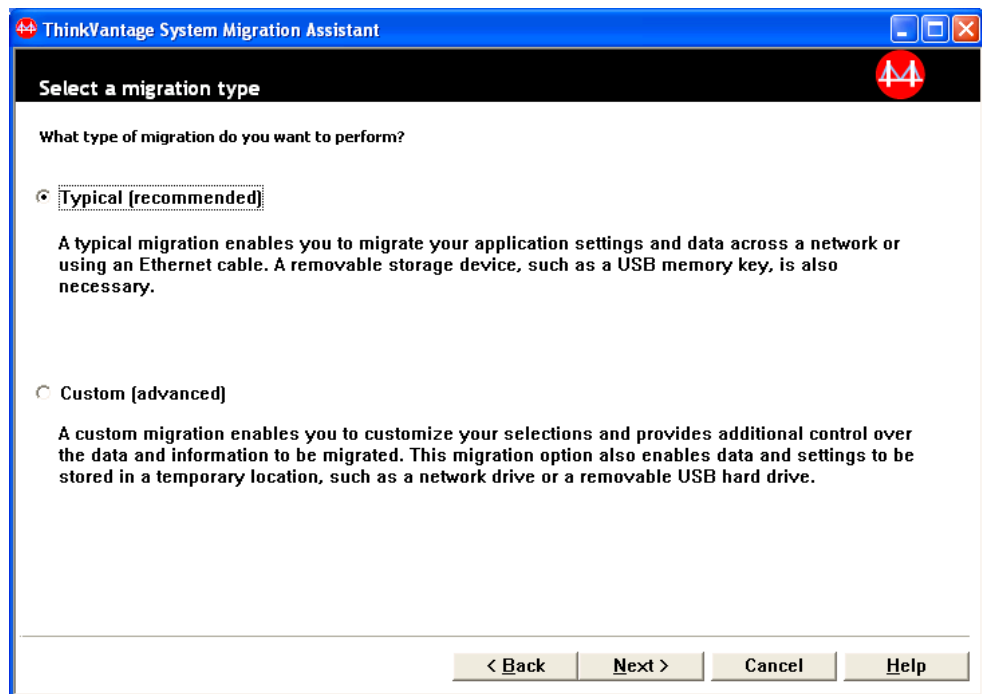 ThinkVantage System Migration Assistant
Select a migration type
What type of migration do you want to perform?
Typical (recommended)
A typical migration enables you to migrate your application settings and data across a network or
using an Ethernet cable. A removable storage device, such as a USB memory key, is also
necessary.
Custom (advanced)
A custom migration enables you to customize your selections and provides additional control over
the data and information to be migrated. This migration option also enables data and settings to be
stored in a temporary location, such as a network drive or a removable USB hard drive.
< Back Next > Cancel Help